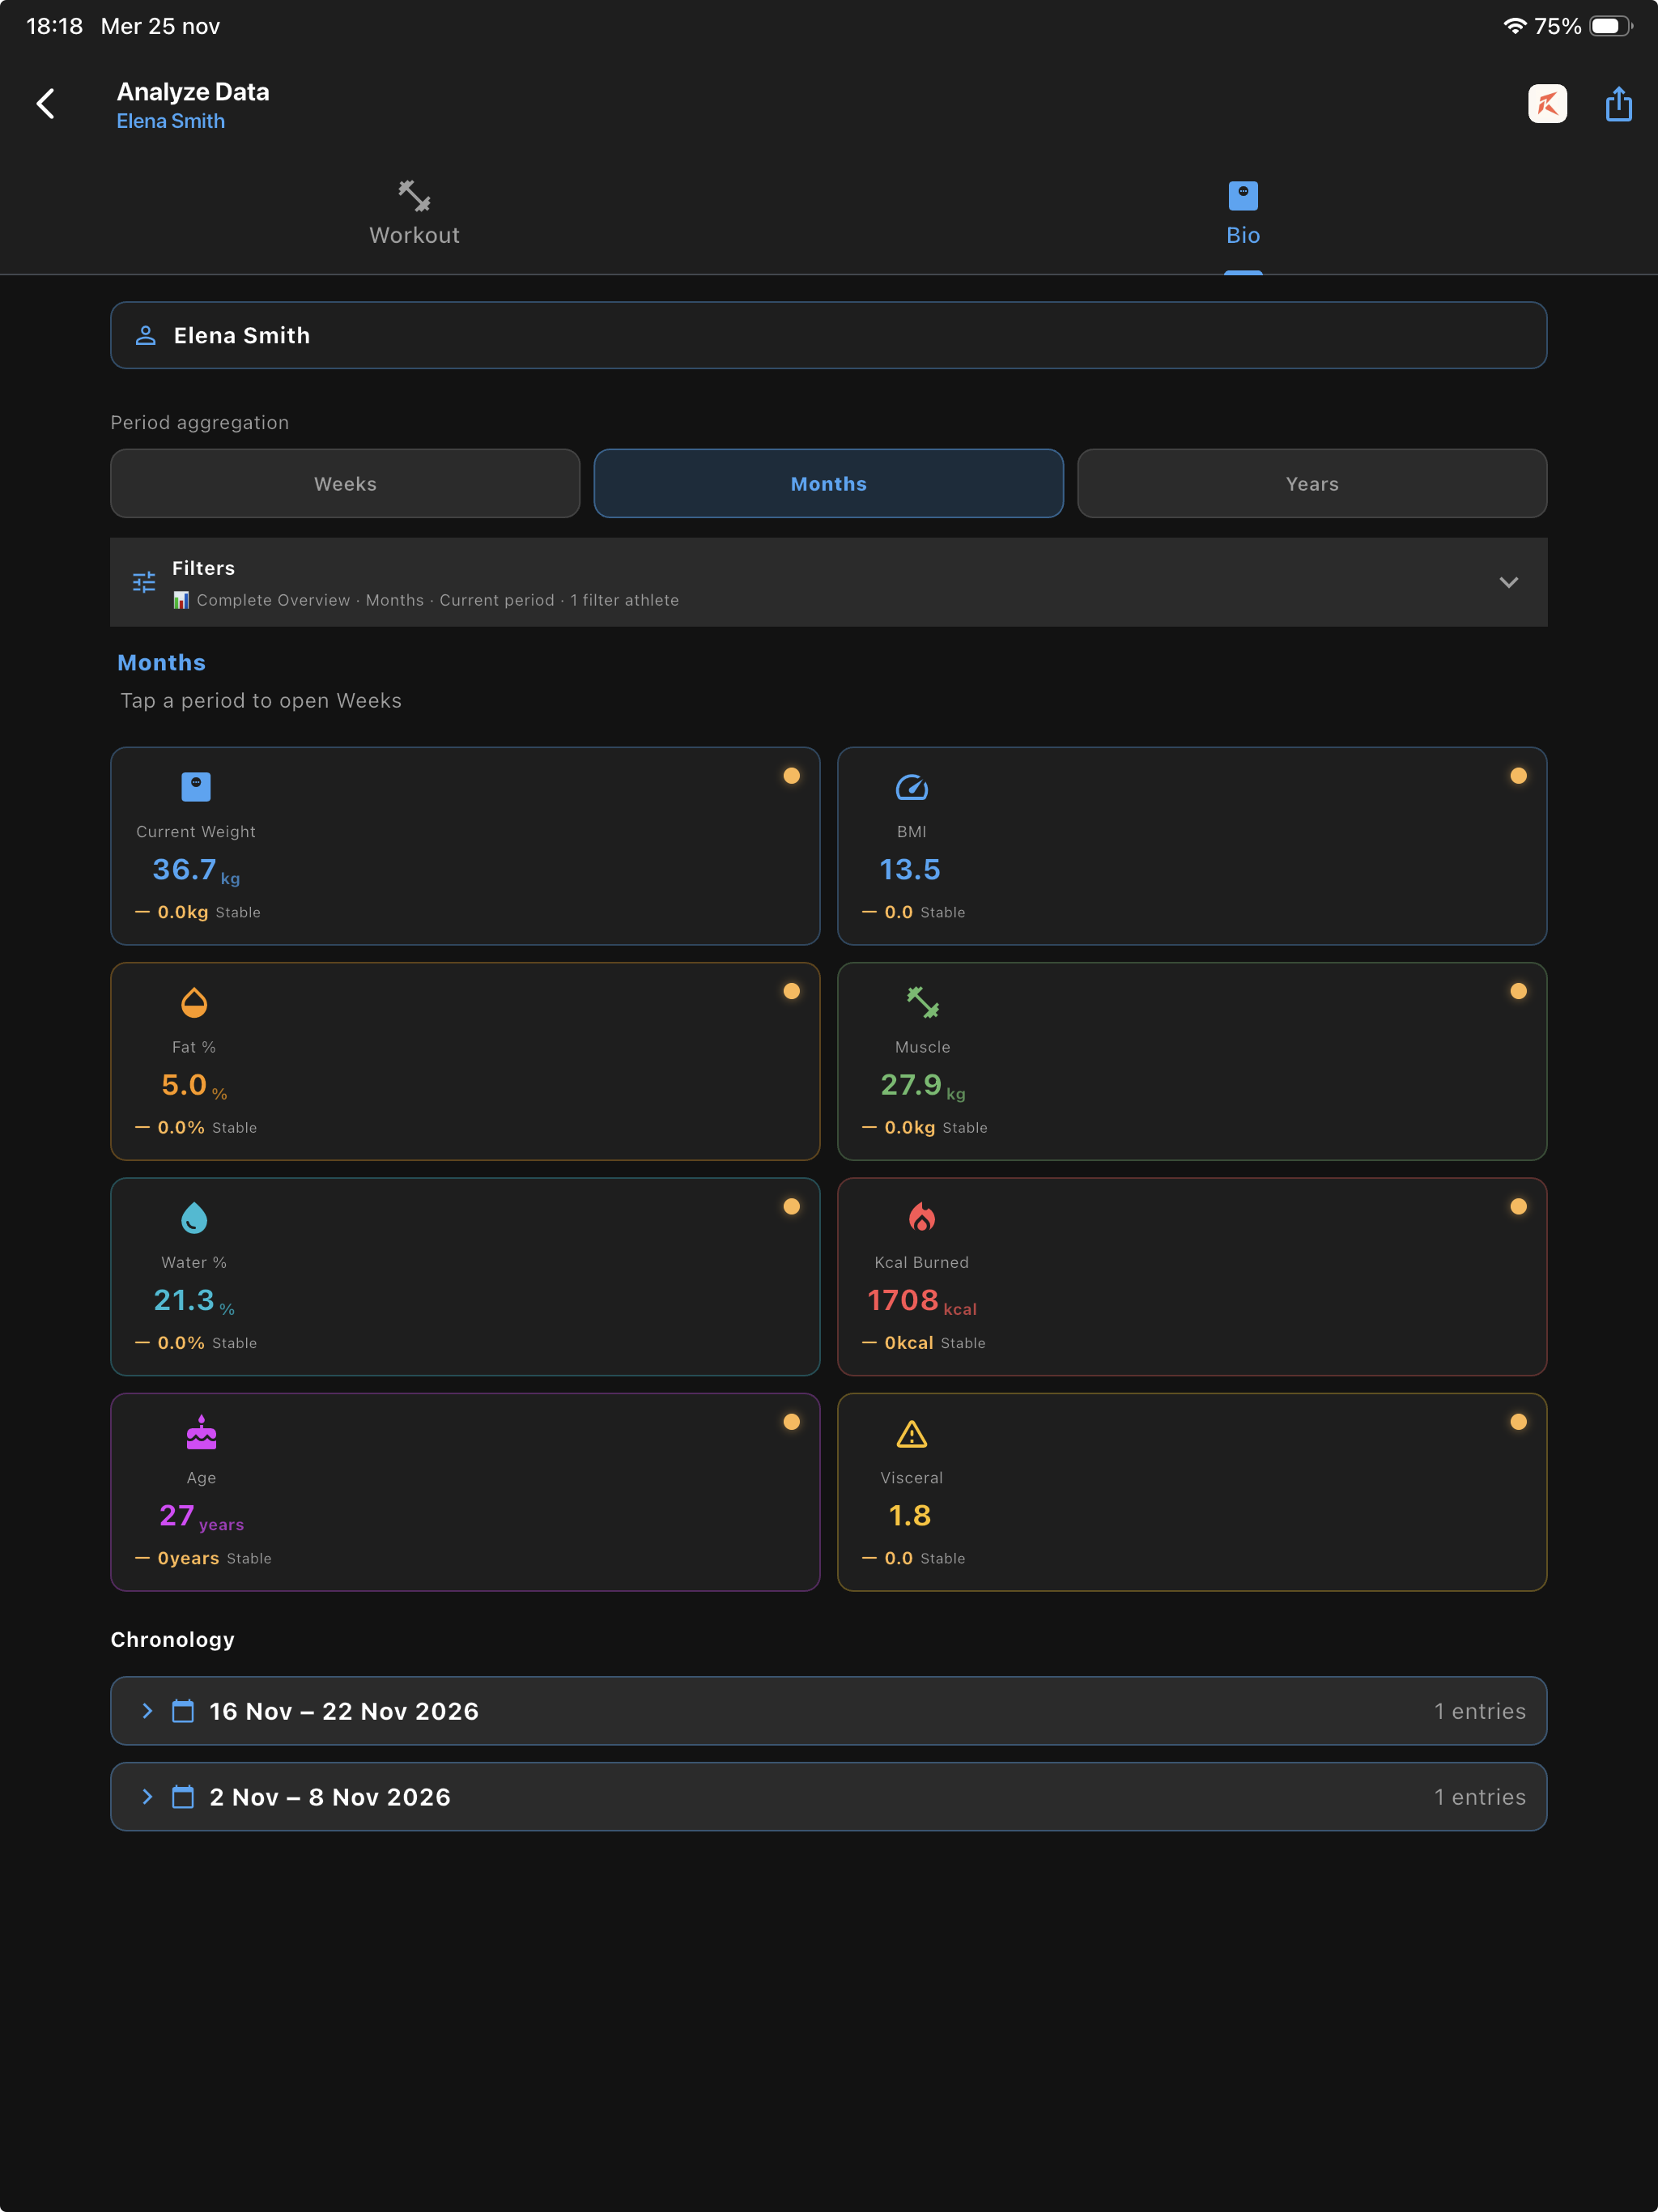 18:18 Mer 25 nov 75%
Analyze Data
Elena Smith
Workout
Bio
Elena Smith
Period aggregation
Weeks
Months
Years
Filters
Complete Overview · Months · Current period · 1 filter athlete
Months
Tap a period to open Weeks
Current Weight
36.7 kg
— 0.0kg Stable
BMI
13.5
— 0.0 Stable
Fat %
5.0 %
— 0.0% Stable
Muscle
27.9 kg
— 0.0kg Stable
Water %
21.3 %
— 0.0% Stable
Kcal Burned
1708 kcal
— 0kcal Stable
Age
27 years
— 0years Stable
Visceral
1.8
— 0.0 Stable
Chronology
16 Nov – 22 Nov 2026 1 entries
2 Nov – 8 Nov 2026 1 entries